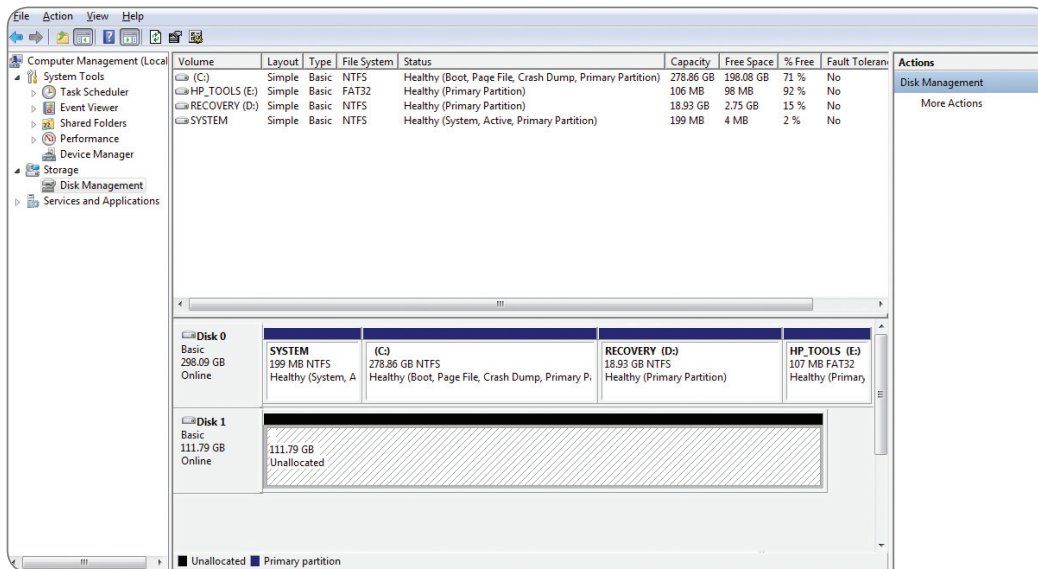 File Action View Help
Computer Management (Local
System Tools
Task Scheduler
Event Viewer
Shared Folders
Performance
Device Manager
Storage
Disk Management
Services and Applications
Volume Layout Type File System Status Capacity Free Space % Free Fault Toleran
(C:) Simple Basic NTFS Healthy (Boot, Page File, Crash Dump, Primary Partition) 278.86 GB 198.08 GB 71 % No
HP_TOOLS (E:) Simple Basic FAT32 Healthy (Primary Partition) 106 MB 98 MB 92 % No
RECOVERY (D:) Simple Basic NTFS Healthy (Primary Partition) 18.93 GB 2.75 GB 15 % No
SYSTEM Simple Basic NTFS Healthy (System, Active, Primary Partition) 199 MB 4 MB 2 % No
Disk 0
Basic
298.09 GB
Online
SYSTEM
199 MB NTFS
Healthy (System, A
(C:)
278.86 GB NTFS
Healthy (Boot, Page File, Crash Dump, Primary P
RECOVERY (D:)
18.93 GB NTFS
Healthy (Primary Partition)
HP_TOOLS (E:)
107 MB FAT32
Healthy (Primary
Disk 1
Basic
111.79 GB
Online
111.79 GB
Unallocated
Unallocated Primary partition
Actions
Disk Management
More Actions